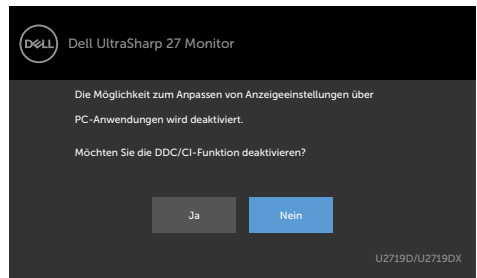 DELL
Dell UltraSharp 27 Monitor
Die Möglichkeit zum Anpassen von Anzeigeeinstellungen über
PC-Anwendungen wird deaktiviert.
Möchten Sie die DDC/CI-Funktion deaktivieren?
Ja
Nein
U2719D/U2719DX